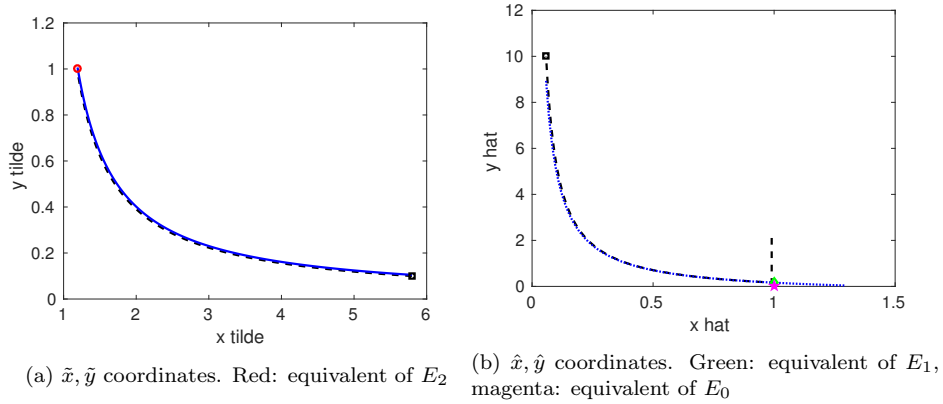 1.2
1
0.8
0.6
0.4
0.2
0
y tilde
1 2 3 4 5 6
x tilde
(a) x̃, ỹ coordinates. Red: equivalent of E₂
12
10
8
6
4
2
0
y hat
0 0.5 1 1.5
x hat
(b) x̂, ŷ coordinates. Green: equivalent of E₁,
magenta: equivalent of E₀